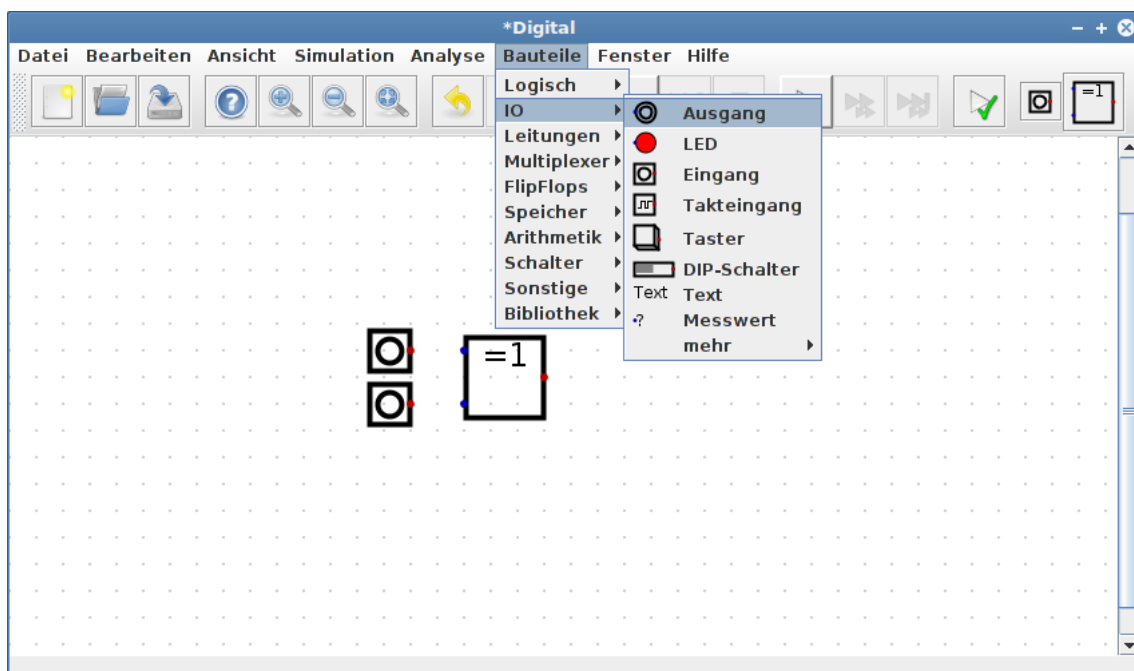 *Digital
Datei Bearbeiten Ansicht Simulation Analyse Bauteile Fenster Hilfe
=1
Logisch
IO
Leitungen
Multiplexer
FlipFlops
Speicher
Arithmetik
Schalter
Sonstige
Bibliothek
Ausgang
LED
Eingang
Takteingang
Taster
DIP-Schalter
Text Text
? Messwert
mehr
=1